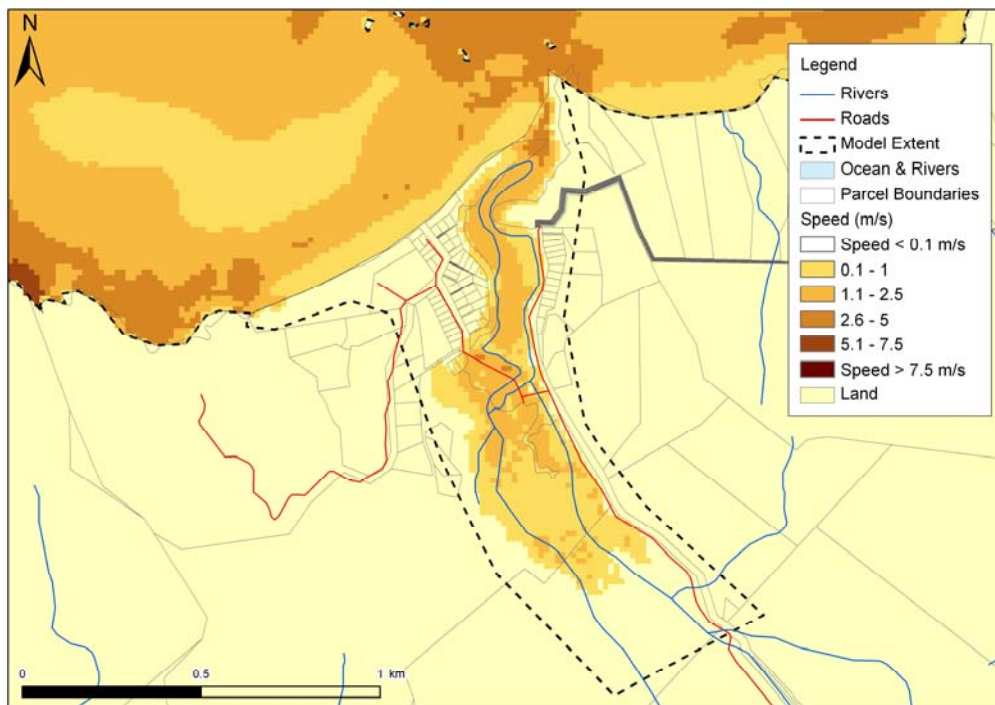 N
Legend
Rivers
Roads
Model Extent
Ocean & Rivers
Parcel Boundaries
Speed (m/s)
Speed < 0.1 m/s
0.1 - 1
1.1 - 2.5
2.6 - 5
5.1 - 7.5
Speed > 7.5 m/s
Land
0 0.5 1 km